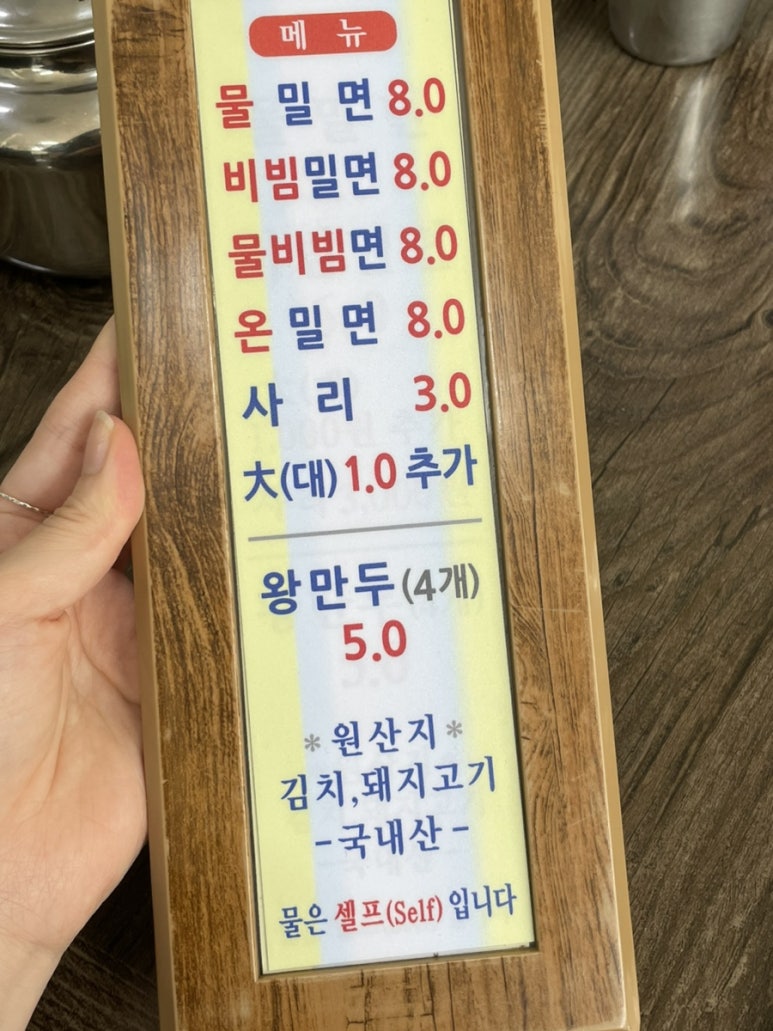 메 뉴
물 밀 면 8.0
비빔밀면 8.0
물비빔면 8.0
온 밀 면 8.0
사 리 3.0
大(대) 1.0 추가
왕만두(4개)
5.0
*원산지*
김치,돼지고기
-국내산-
물은 셀프(Self) 입니다